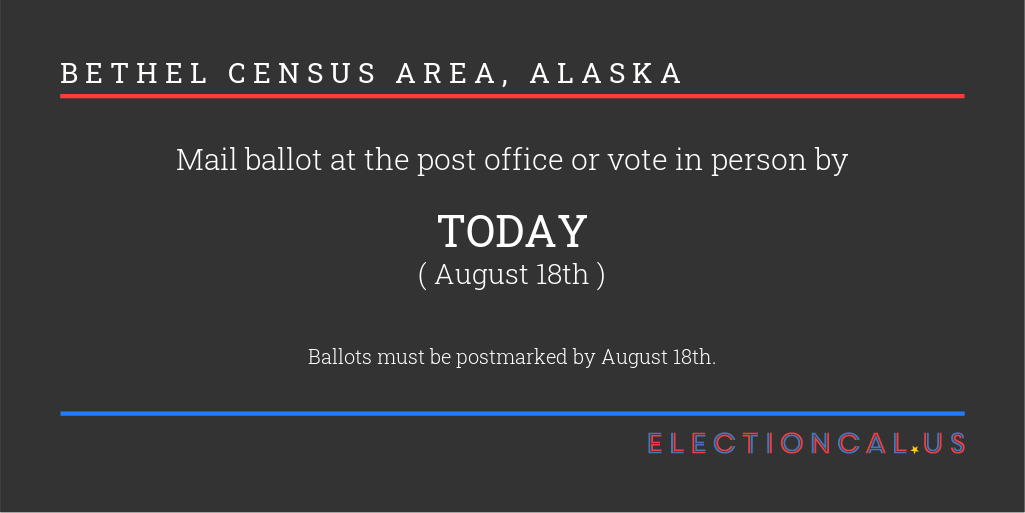 BETHEL CENSUS AREA, ALASKA
Mail ballot at the post office or vote in person by
TODAY
( August 18th )
Ballots must be postmarked by August 18th.
ELECTIONCAL.US